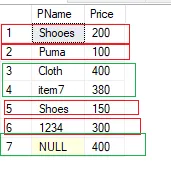 PName Price
1 Shooes 200
2 Puma 100
3 Cloth 400
4 item7 380
5 Shoes 150
6 1234 300
7 NULL 400